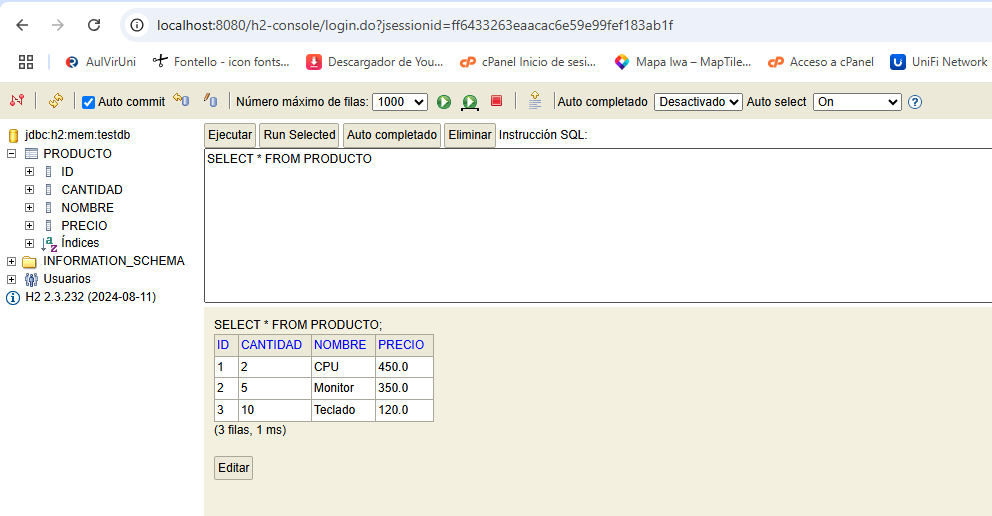 localhost:8080/h2-console/login.do?jsessionid=ff6433263eaacac6e59e99fef183ab1f
AulVirUni Fontello - icon fonts... Descargador de You... cPanel Inicio de sesi... Mapa lwa – MapTile... Acceso a cPanel UniFi Network
Auto commit Número máximo de filas: 1000 Auto completado Desactivado Auto select On
jdbc:h2:mem:testdb
PRODUCTO
ID
CANTIDAD
NOMBRE
PRECIO
Índices
INFORMATION_SCHEMA
Usuarios
H2 2.3.232 (2024-08-11)
Ejecutar Run Selected Auto completado Eliminar Instrucción SQL:
SELECT * FROM PRODUCTO
SELECT * FROM PRODUCTO;
ID CANTIDAD NOMBRE PRECIO
1 2 CPU 450.0
2 5 Monitor 350.0
3 10 Teclado 120.0
(3 filas, 1 ms)
Editar